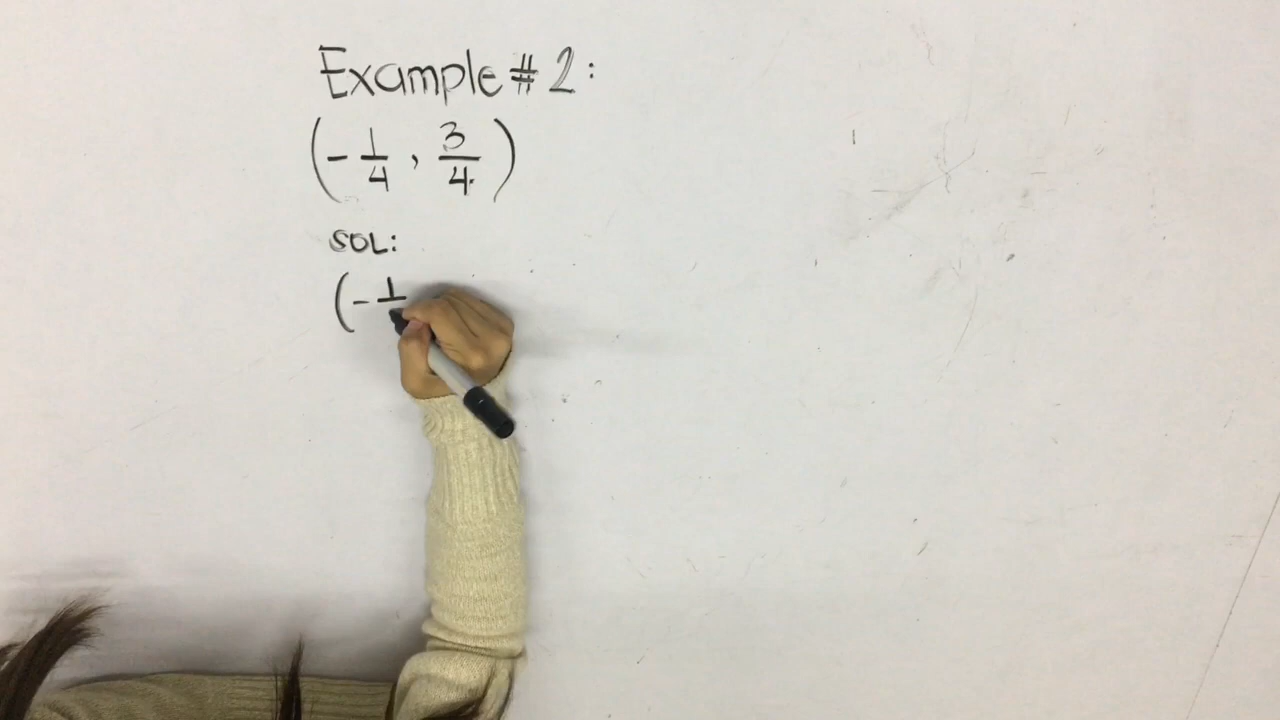 Example # 2:
(- 1/4 , 3/4)
SOL:
(- 1/